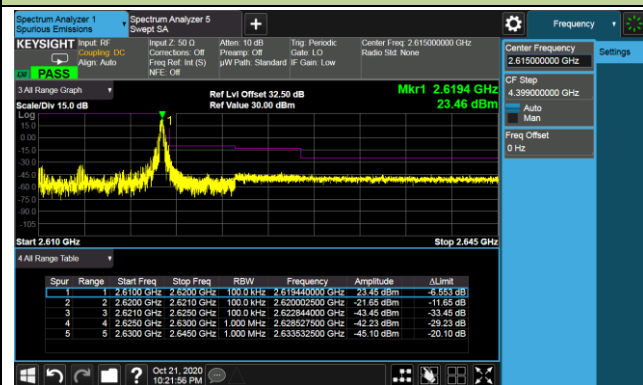 Spectrum Analyzer 1
Spurious Emissions
Spectrum Analyzer 5
Swept SA
+
Frequency
KEYSIGHT
Input: RF
Coupling: DC
Align: Auto
PASS
Input Z: 50 Ω
Corrections: Off
Freq Ref: Int (S)
NFE: Off
Atten: 10 dB
Preamp: Off
µW Path: Standard
Trig: Periodic
Gate: LO
IF Gain: Low
Center Freq: 2.615000000 GHz
Radio Std: None
Center Frequency
2.615000000 GHz
Settings
CF Step
4.399000000 GHz
Auto
Man
Freq Offset
0 Hz
3 All Range Graph
Scale/Div 15.0 dB
Ref Lvl Offset 32.50 dB
Ref Value 30.00 dBm
Mkr1 2.6194 GHz
23.46 dBm
Log
15.0
0.00
-15.0
-30.0
-45.0
-60.0
-75.0
-90.0
-105
1
Start 2.610 GHz
Stop 2.645 GHz
4 All Range Table
Spur Range Start Freq Stop Freq RBW Frequency Amplitude ΔLimit
1 1 2.6100 GHz 2.6200 GHz 100.0 kHz 2.619440000 GHz 23.45 dBm -6.553 dB
2 2 2.6200 GHz 2.6210 GHz 100.0 kHz 2.620002500 GHz -21.65 dBm -11.65 dB
3 3 2.6210 GHz 2.6250 GHz 100.0 kHz 2.622844000 GHz -43.45 dBm -33.45 dB
4 4 2.6250 GHz 2.6300 GHz 1.000 MHz 2.628527500 GHz -42.23 dBm -29.23 dB
5 5 2.6300 GHz 2.6450 GHz 1.000 MHz 2.633532500 GHz -45.10 dBm -20.10 dB
?
Oct 21, 2020
10:21:56 PM